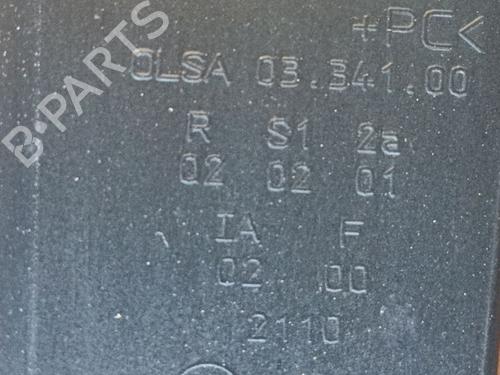 +PC<
OLSA 03.341.00
R S1 2a
02 02 01
IA F
02 00
2110
B-PARTS